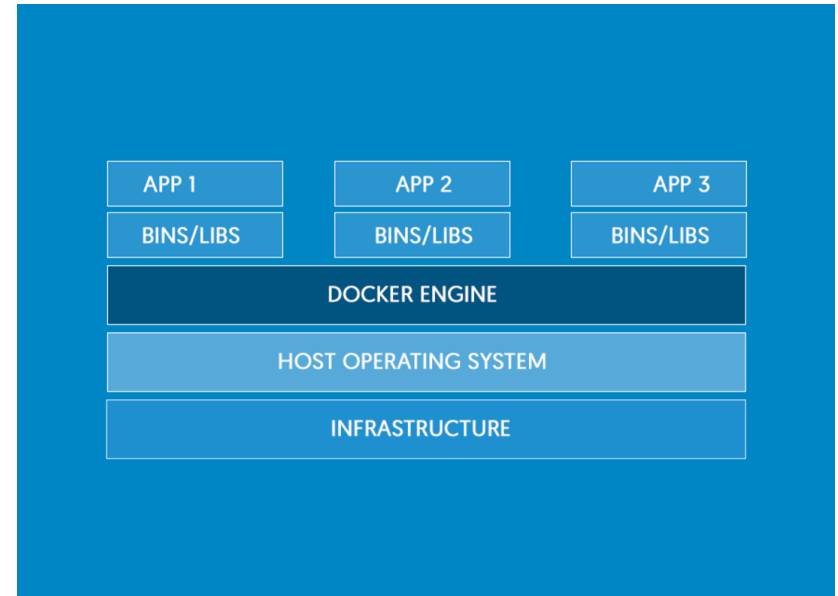 APP 1
APP 2
APP 3
BINS/LIBS
BINS/LIBS
BINS/LIBS
DOCKER ENGINE
HOST OPERATING SYSTEM
INFRASTRUCTURE